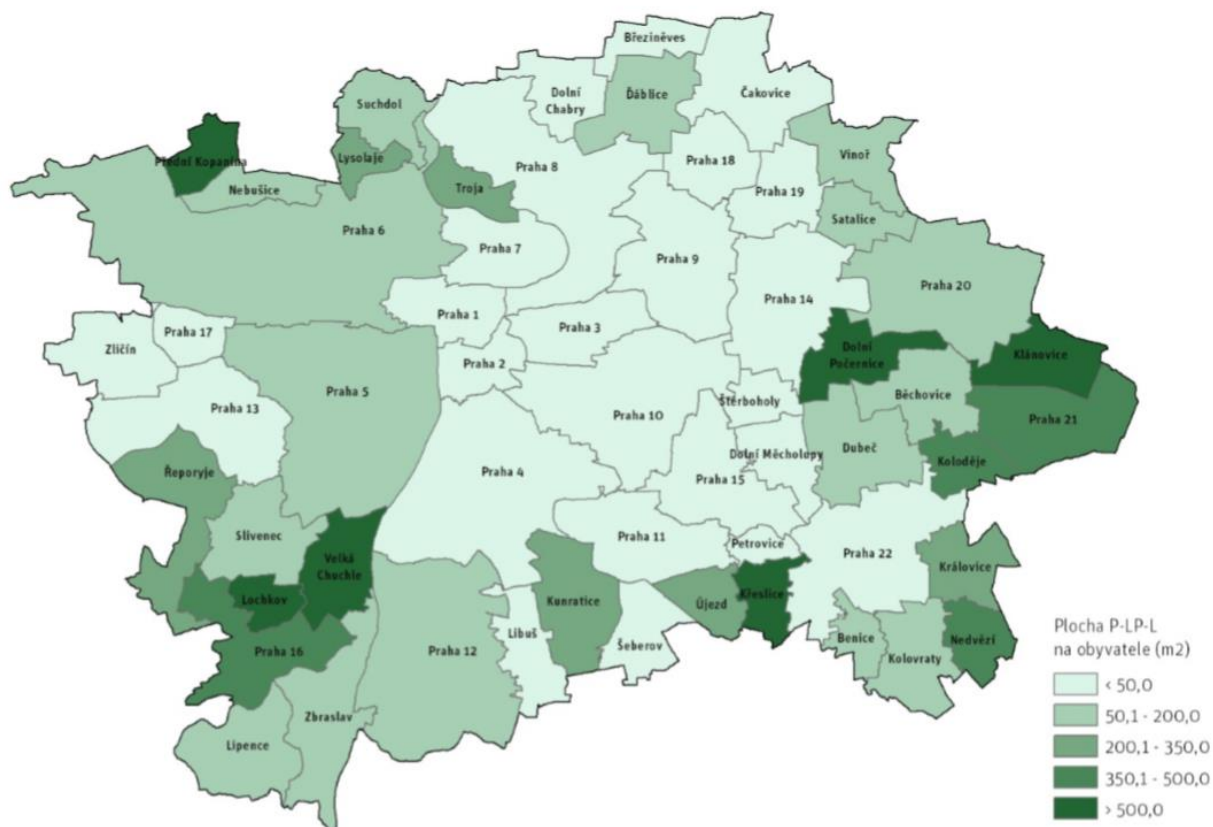 Březiněves
Dolní
Chabry
Ďáblice
Čakovice
Suchdol
Přední Kopanina
Lysolaje
Nebušice
Troja
Praha 8
Praha 18
Praha 19
Vinoř
Satalice
Praha 6
Praha 7
Praha 9
Praha 14
Praha 20
Praha 1
Praha 3
Praha 17
Zličín
Praha 2
Dolní
Počernice
Klánovice
Praha 5
Praha 13
Štěrboholy
Běchovice
Praha 10
Praha 21
Řeporyje
Praha 4
Dolní Měcholupy
Dubeč
Koloděje
Praha 15
Slivenec
Praha 11
Petrovice
Praha 22
Velká
Chuchle
Lochkov
Kunratice
Újezd
Křeslice
Královice
Praha 16
Praha 12
Libuš
Šeberov
Benice
Kolovraty
Nedvězí
Zbraslav
Lipence
Plocha P-LP-L
na obyvatele (m2)
< 50,0
50,1 - 200,0
200,1 - 350,0
350,1 - 500,0
> 500,0